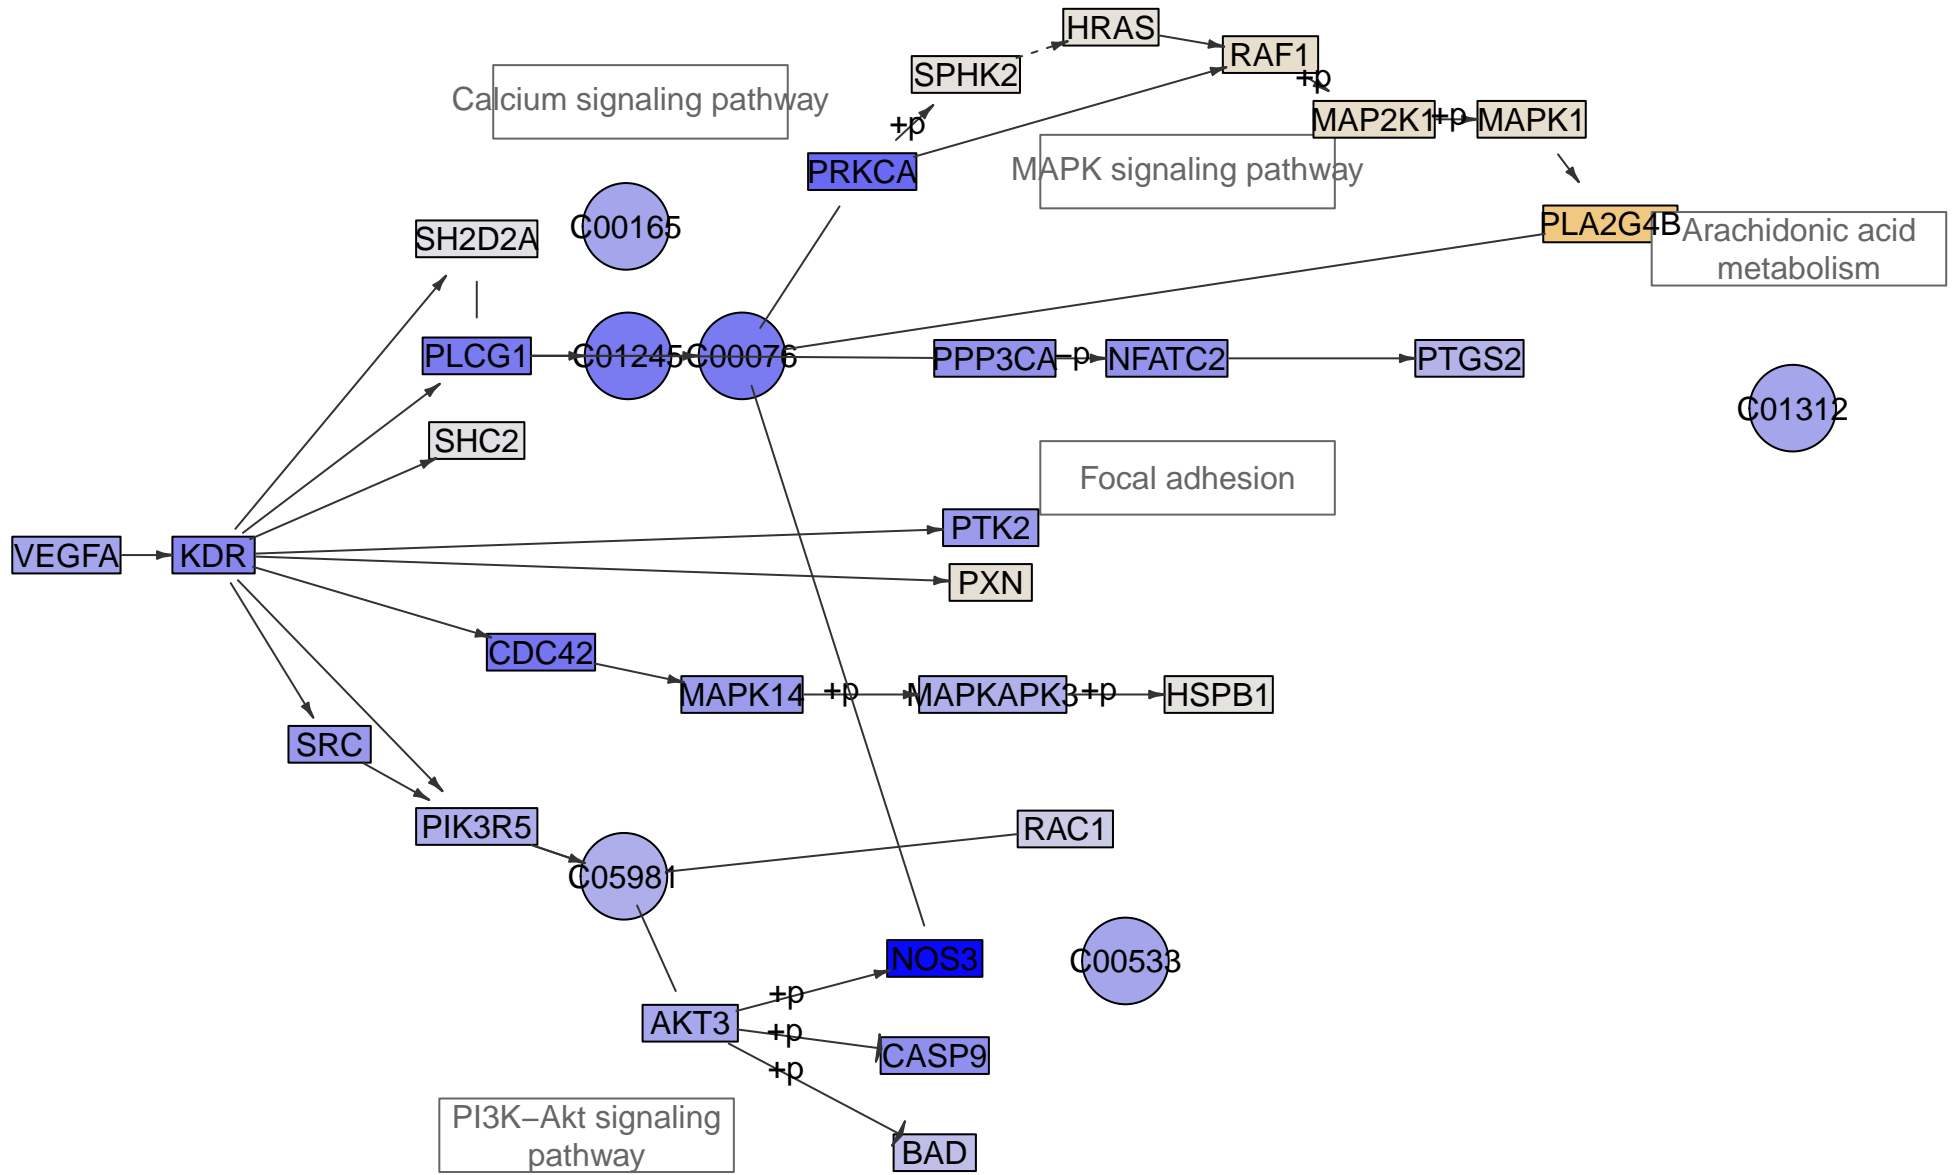 HRAS
RAF1
+p
SPHK2
Calcium signaling pathway
+p
MAP2K1
+p
MAPK1
PRKCA
MAPK signaling pathway
C00165
SH2D2A
PLA2G4B
Arachidonic acid
metabolism
PLCG1
C01245
C00076
PPP3CA
-p
NFATC2
PTGS2
C01312
SHC2
Focal adhesion
PTK2
VEGFA
KDR
PXN
CDC42
MAPK14
+p
MAPKAPK3
+p
HSPB1
SRC
PIK3R5
RAC1
C05981
NOS3
C00533
+p
AKT3
+p
CASP9
+p
PI3K−Akt signaling
pathway
BAD